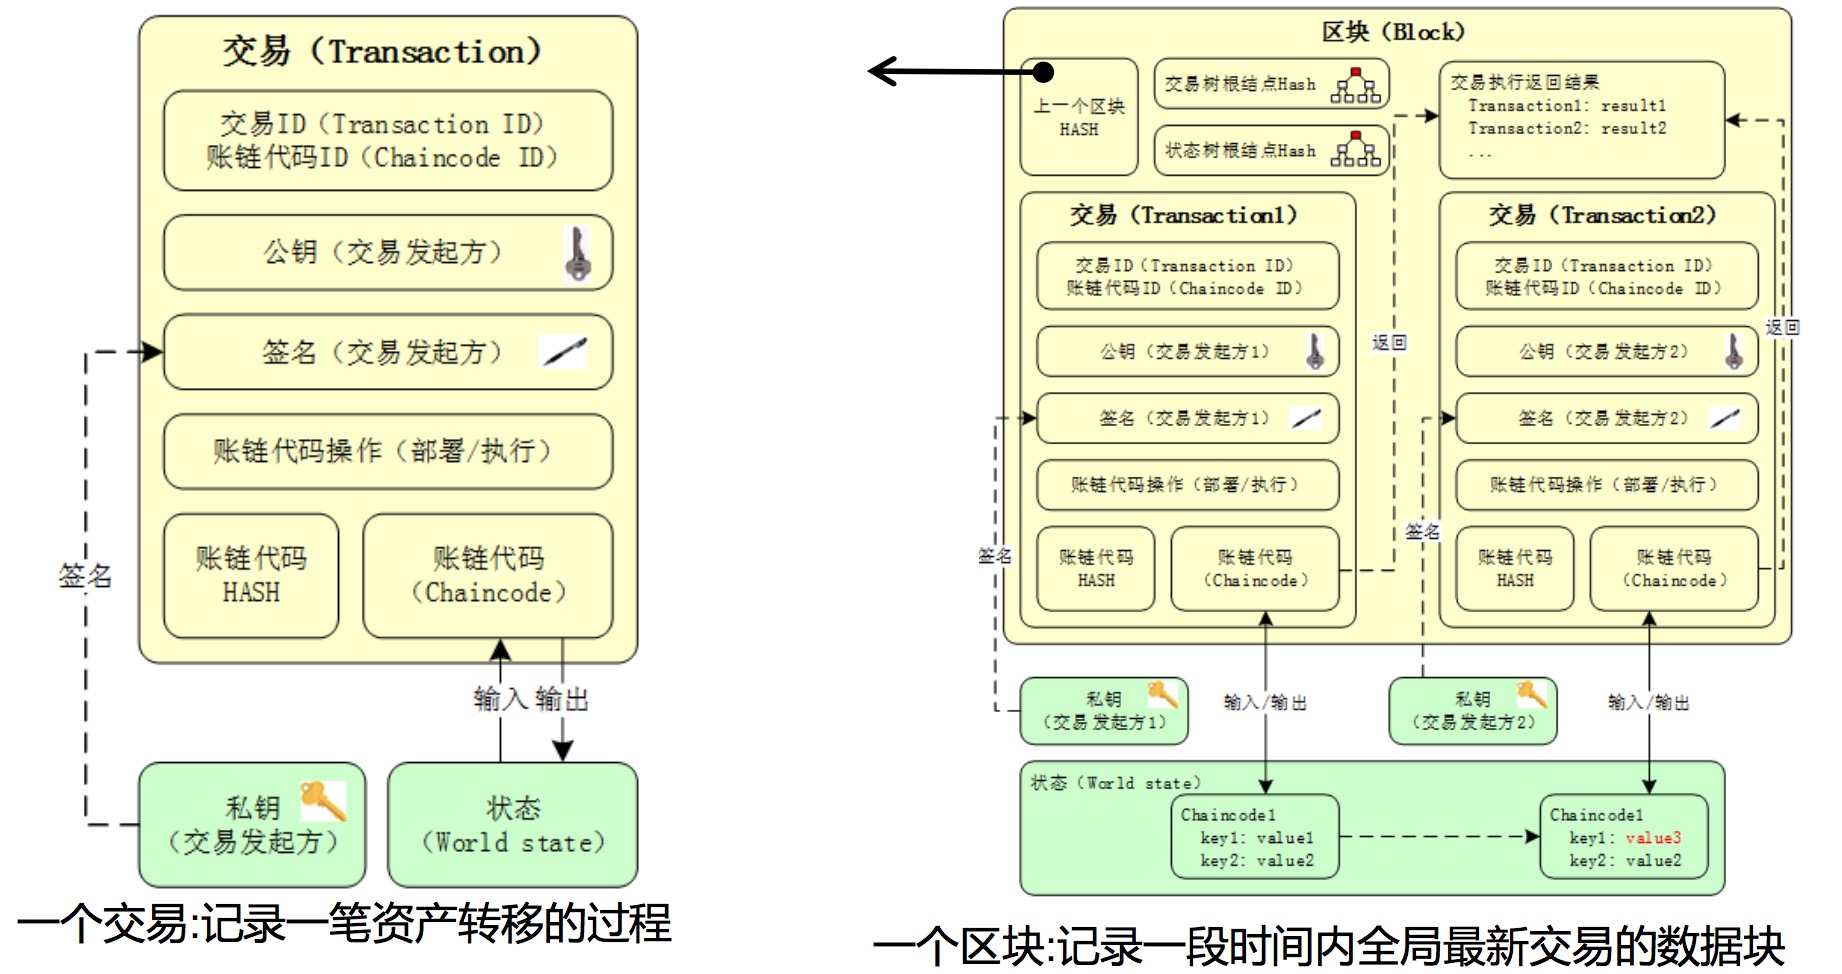 交易（Transaction）
交易ID（Transaction ID）
账链代码ID（Chaincode ID）
公钥（交易发起方）
签名（交易发起方）
账链代码操作（部署/执行）
账链代码
HASH
账链代码
（Chaincode）
签名
输入 输出
私钥
（交易发起方）
状态
（World state）
一个交易:记录一笔资产转移的过程
区块（Block）
上一个区块
HASH
交易树根结点Hash
状态树根结点Hash
交易执行返回结果
Transaction1: result1
Transaction2: result2
...
交易（Transaction1）
交易ID（Transaction ID）
账链代码ID（Chaincode ID）
公钥（交易发起方1）
签名（交易发起方1）
账链代码操作（部署/执行）
账链代码
HASH
账链代码
（Chaincode）
返回
签名
交易（Transaction2）
交易ID（Transaction ID）
账链代码ID（Chaincode ID）
公钥（交易发起方2）
签名（交易发起方2）
账链代码操作（部署/执行）
账链代码
HASH
账链代码
（Chaincode）
返回
签名
私钥
（交易发起方1）
输入/输出
私钥
（交易发起方2）
输入/输出
状态（World state）
Chaincode1
key1: value1
key2: value2
Chaincode1
key1: value3
key2: value2
一个区块:记录一段时间内全局最新交易的数据块